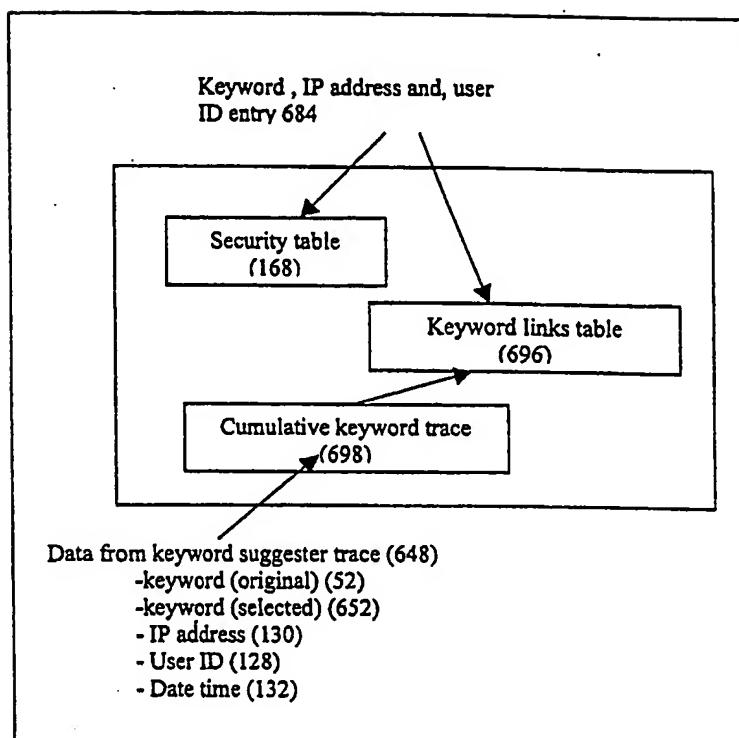 Keyword , IP address and, user
ID entry 684
Security table
(168)
Keyword links table
(696)
Cumulative keyword trace
(698)
Data from keyword suggester trace (648)
-keyword (original) (52)
-keyword (selected) (652)
- IP address (130)
- User ID (128)
- Date time (132)